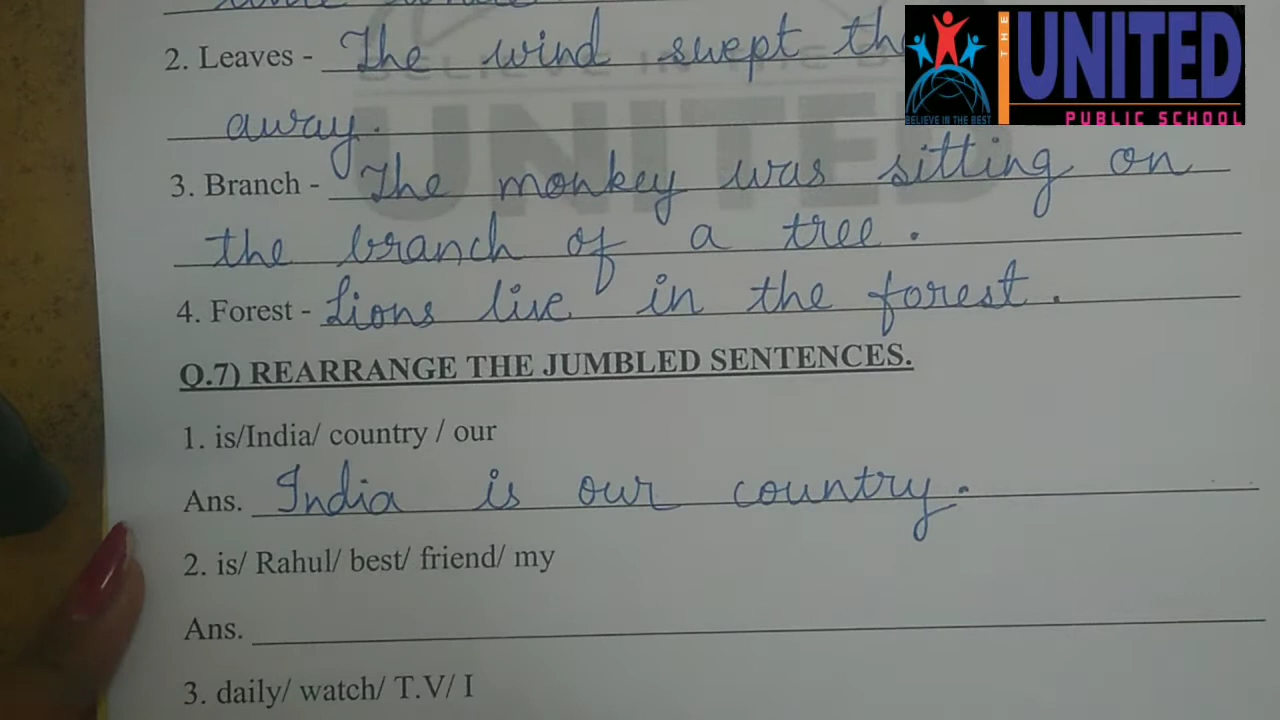 2. Leaves - The wind swept
away.
3. Branch - The monkey was sitting on
the branch of a tree.
4. Forest - Lions live in the forest.
Q.7) REARRANGE THE JUMBLED SENTENCES.
1. is/India/ country / our
Ans. India is our country.
2. is/ Rahul/ best/ friend/ my
Ans.
3. daily/ watch/ T.V/ I
THE UNITED
PUBLIC SCHOOL
BELIEVE IN THE BEST
UNITED